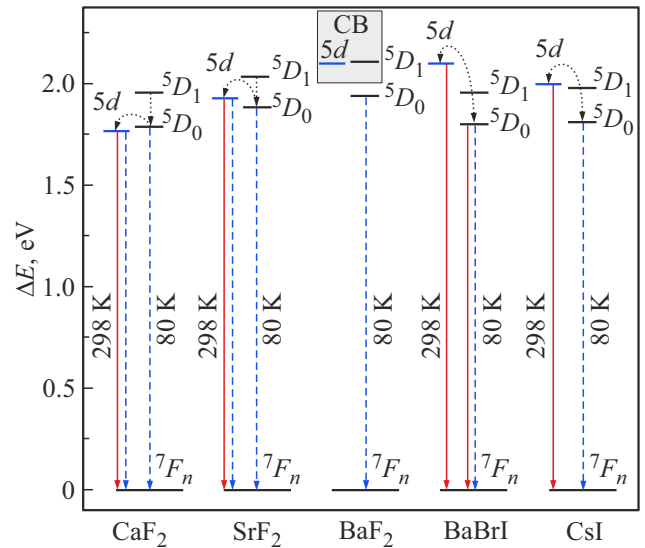 CB
5d
⁵D₁
5d
⁵D₁
5d
⁵D₁
5d
⁵D₁
5d
⁵D₁
⁵D₀
⁵D₀
⁵D₀
⁵D₀
⁵D₀
2.0
1.5
1.0
0.5
0
ΔE, eV
298 K
80 K
298 K
80 K
80 K
298 K
80 K
298 K
80 K
⁷Fₙ
⁷Fₙ
⁷Fₙ
⁷Fₙ
⁷Fₙ
CaF₂
SrF₂
BaF₂
BaBrI
CsI